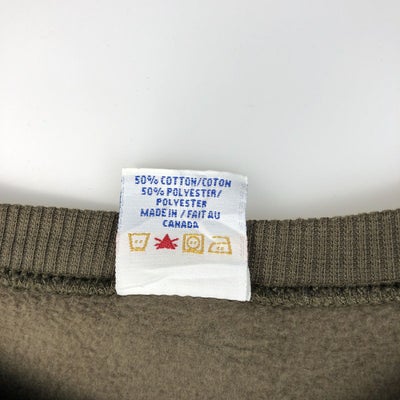 50% COTTON/COTON
50% POLYESTER/
POLYESTER
MADE IN / FAIT AU
CANADA